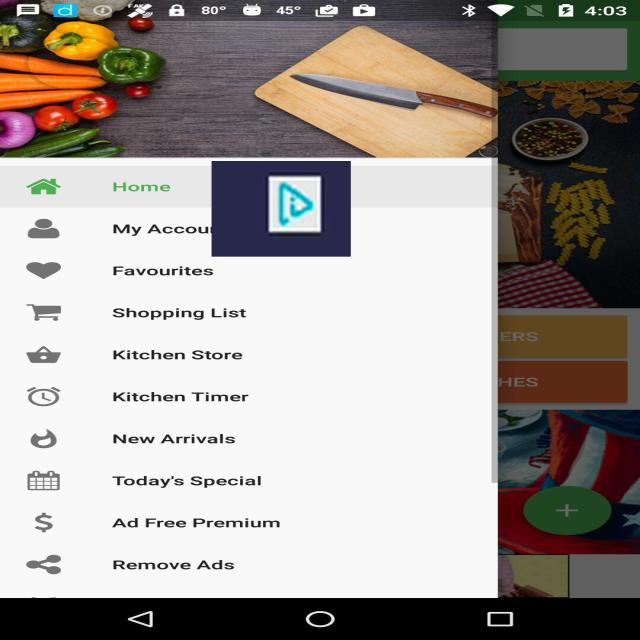 80° 45° 4:03
Home
My Accou
Favourites
Shopping List
ERS
Kitchen Store
HES
Kitchen Timer
New Arrivals
Today's Special
Ad Free Premium
Remove Ads